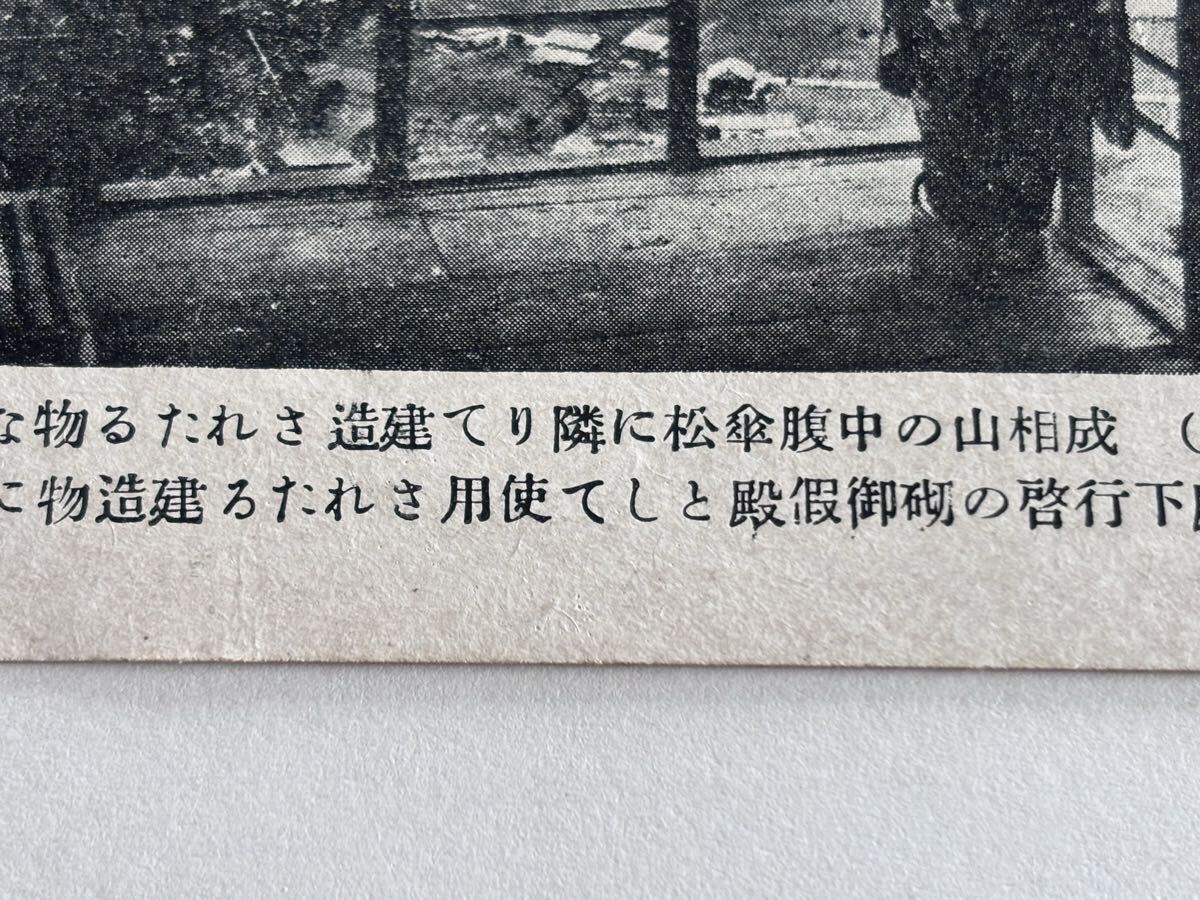 ） 成相山の中腹傘松に隣りて建造されたる物な
下行啓の砌御假殿として使用されたる建造物に